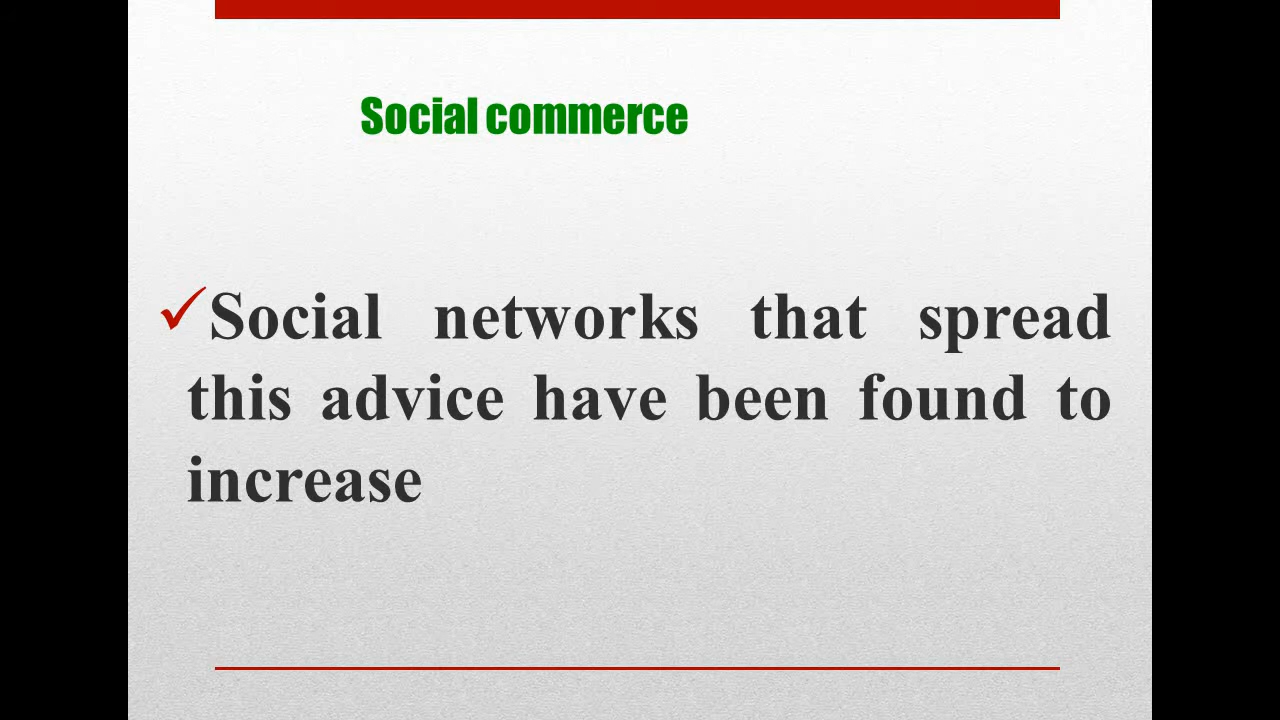 Social commerce
✓Social networks that spread
this advice have been found to
increase